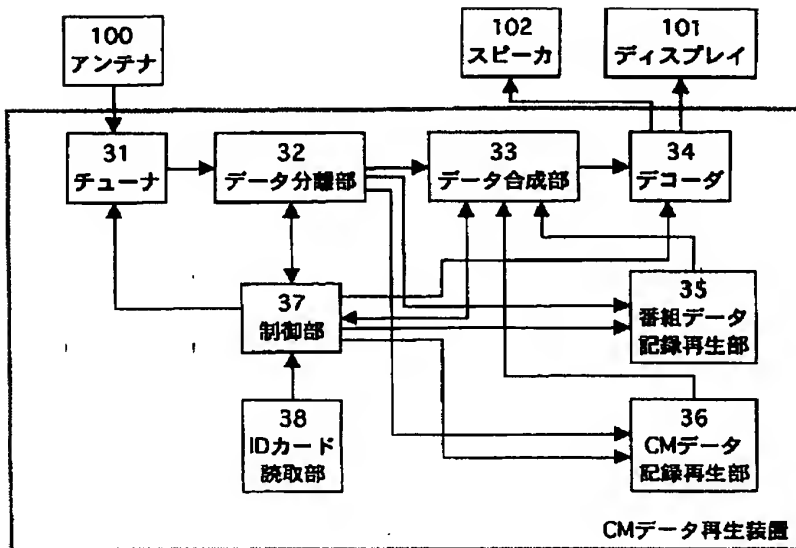 100
アンテナ
102
スピーカ
101
ディスプレイ
31
チューナ
32
データ分離部
33
データ合成部
34
デコーダ
37
制御部
35
番組データ
記録再生部
38
IDカード
読取部
36
CMデータ
記録再生部
CMデータ再生装置